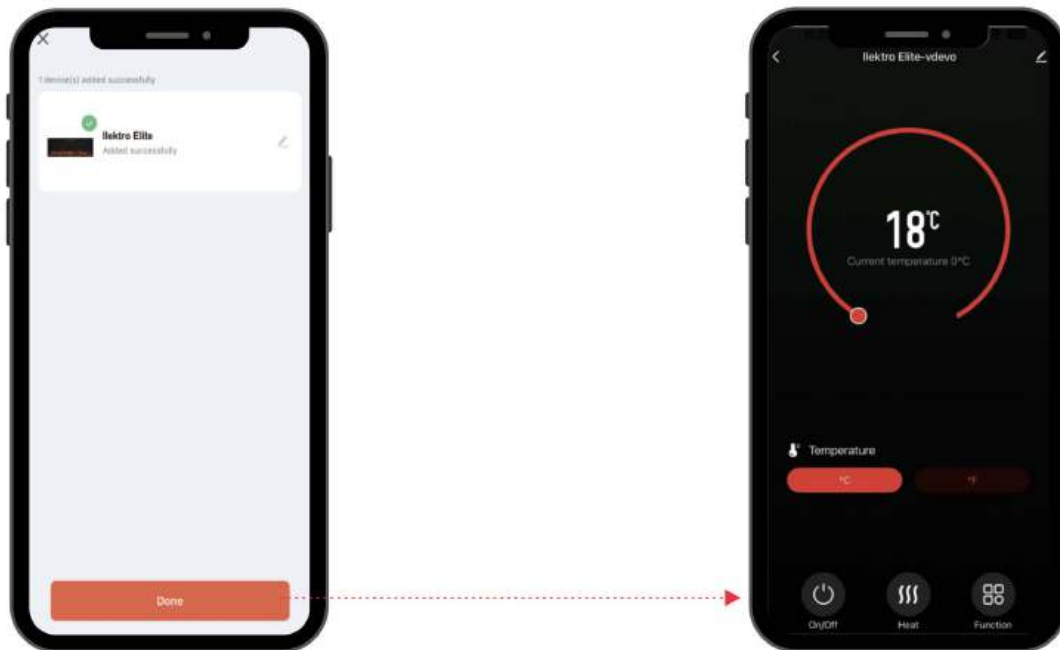 1 device(s) added successfully
Ilektro Elite
Added successfully
Done
Ilektro Elite-vdevo
18℃
Current temperature 0°C
Temperature
°C
°F
On/Off
Heat
Function